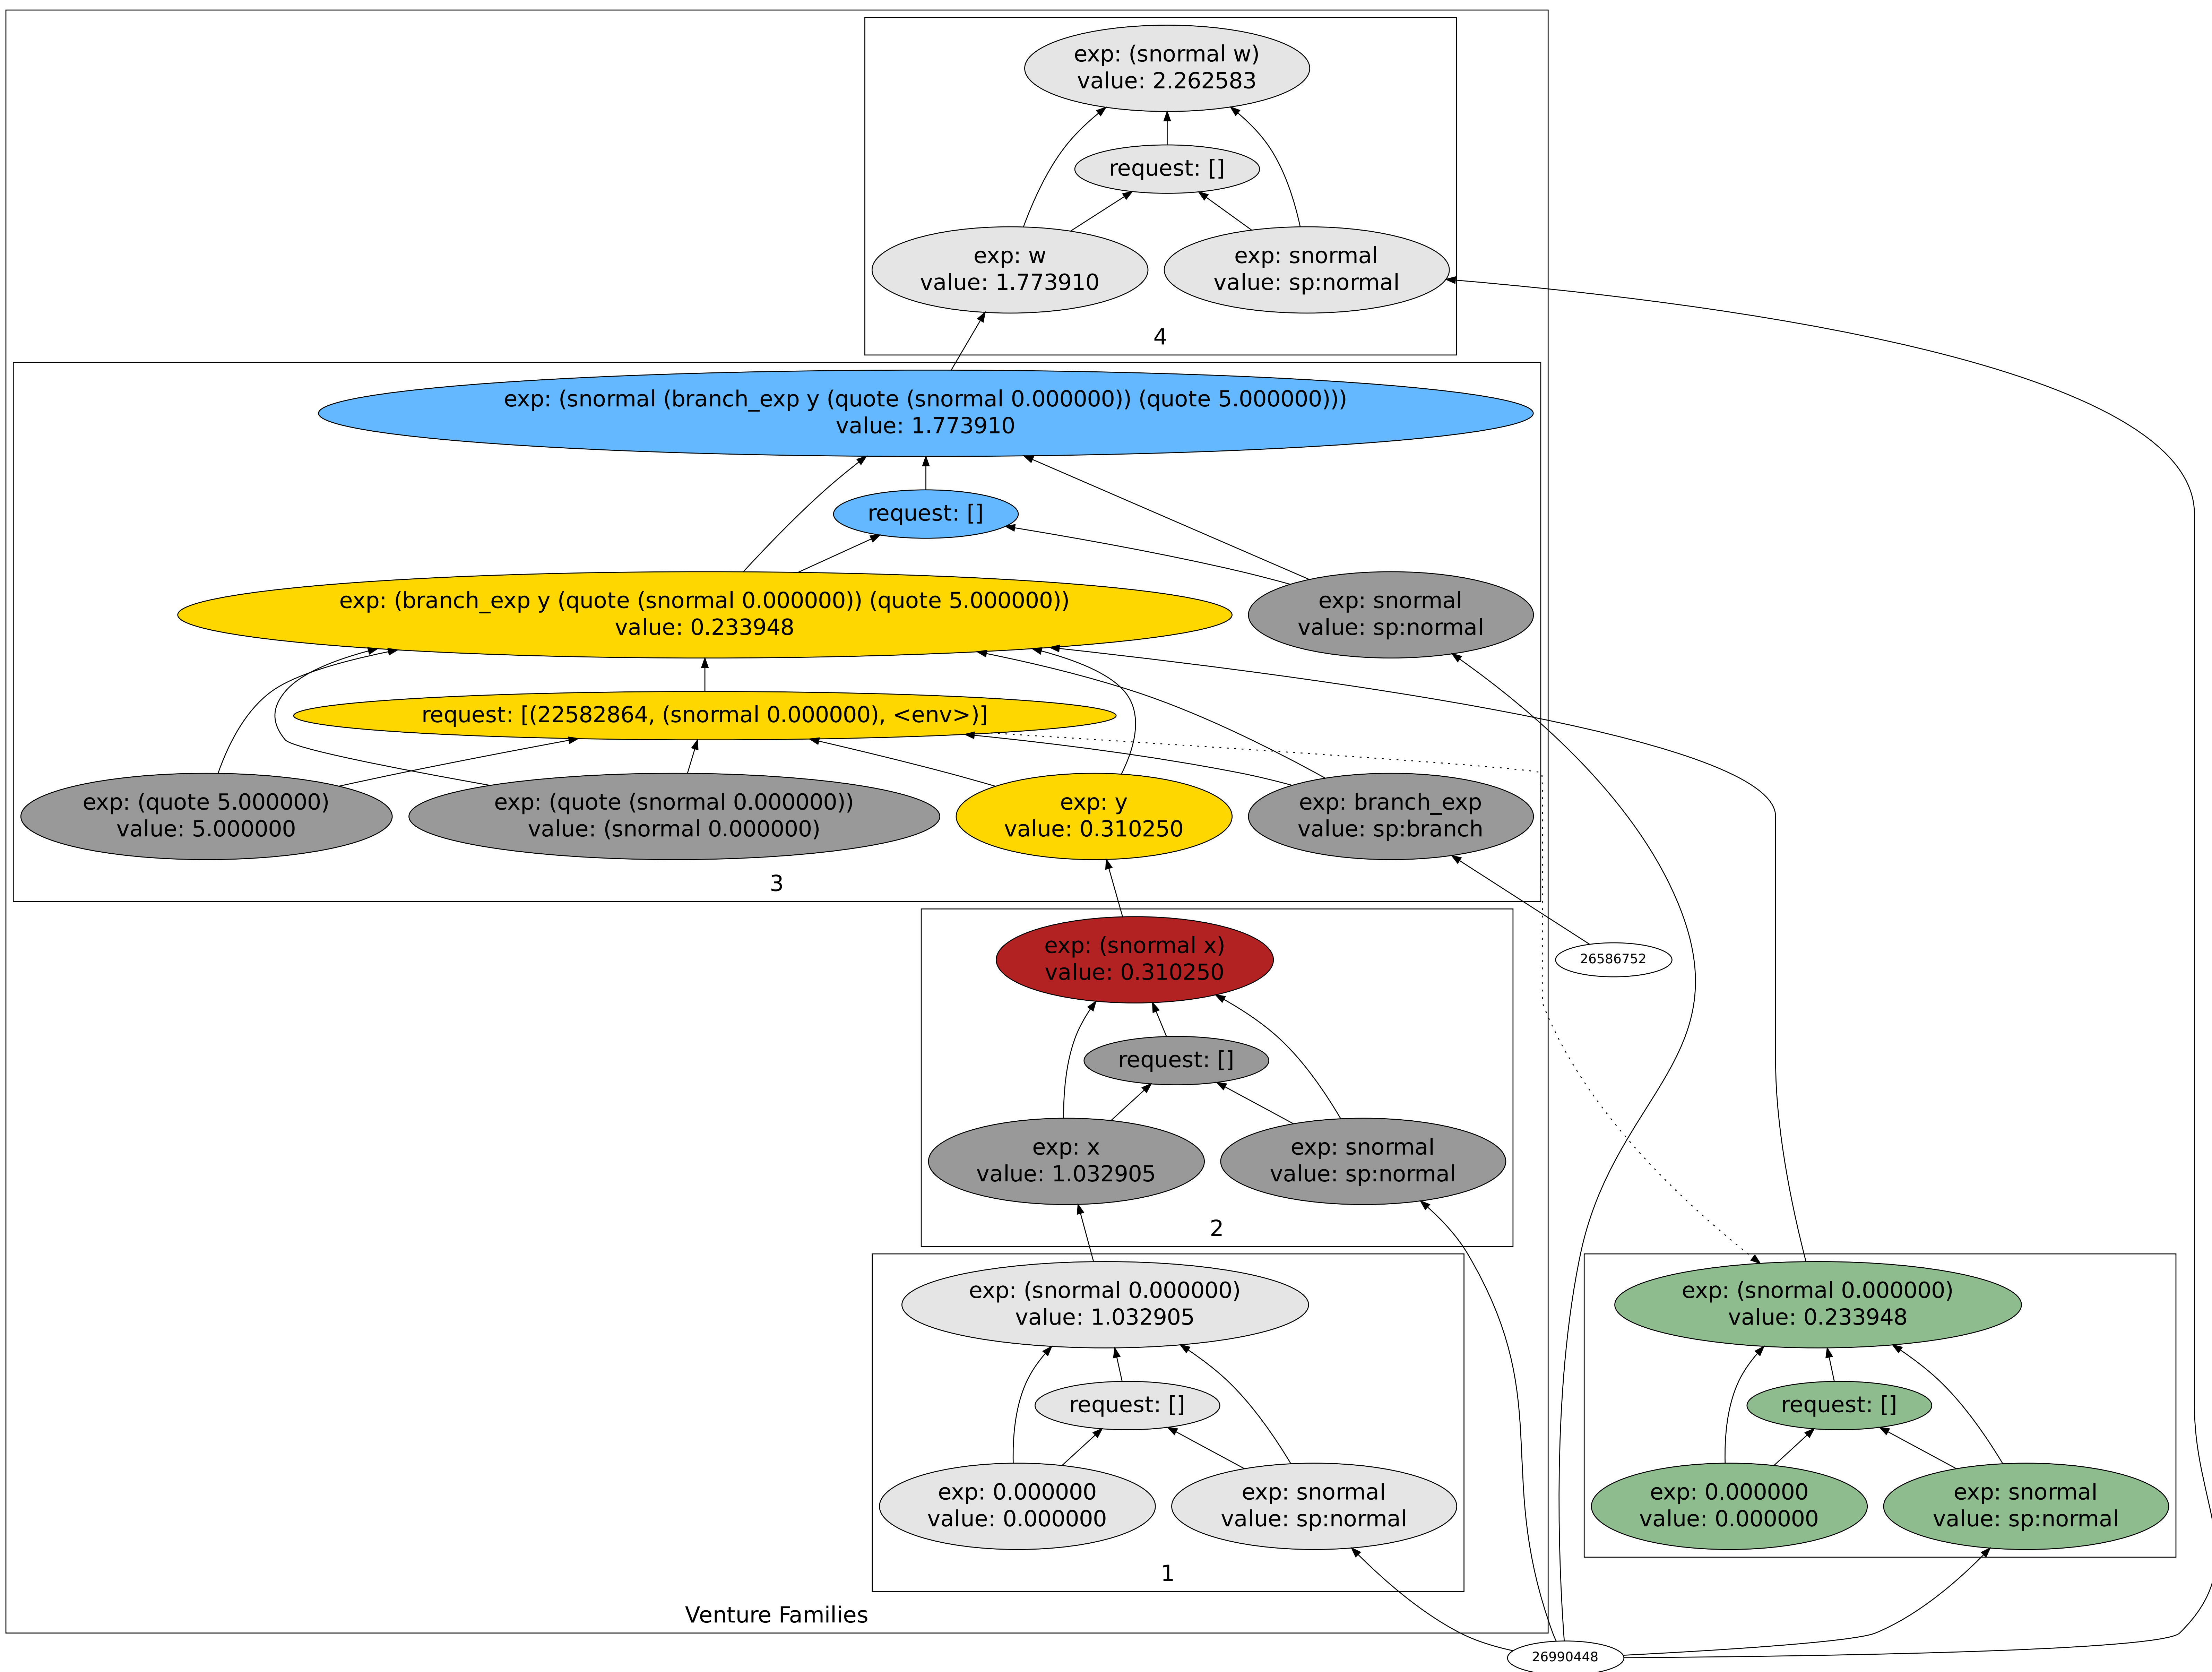 exp: (snormal w)
value: 2.262583
request: []
exp: w
value: 1.773910
exp: snormal
value: sp:normal
4
exp: (snormal (branch_exp y (quote (snormal 0.000000)) (quote 5.000000)))
value: 1.773910
request: []
exp: (branch_exp y (quote (snormal 0.000000)) (quote 5.000000))
value: 0.233948
exp: snormal
value: sp:normal
request: [(22582864, (snormal 0.000000), <env>)]
exp: (quote 5.000000)
value: 5.000000
exp: (quote (snormal 0.000000))
value: (snormal 0.000000)
exp: y
value: 0.310250
exp: branch_exp
value: sp:branch
3
exp: (snormal x)
value: 0.310250
26586752
request: []
exp: x
value: 1.032905
exp: snormal
value: sp:normal
2
exp: (snormal 0.000000)
value: 1.032905
request: []
exp: 0.000000
value: 0.000000
exp: snormal
value: sp:normal
1
exp: (snormal 0.000000)
value: 0.233948
request: []
exp: 0.000000
value: 0.000000
exp: snormal
value: sp:normal
Venture Families
26990448